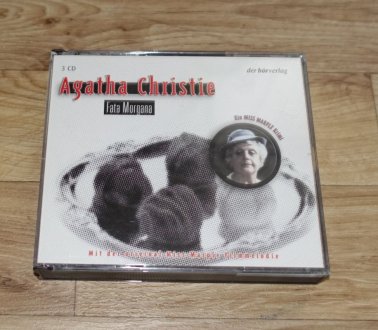 3 CD
der hörverlag
Agatha Christie
Fata Morgana
Ein MISS MARPLE KRIMI
Mit der original Miss-Marple-Filmmelodie